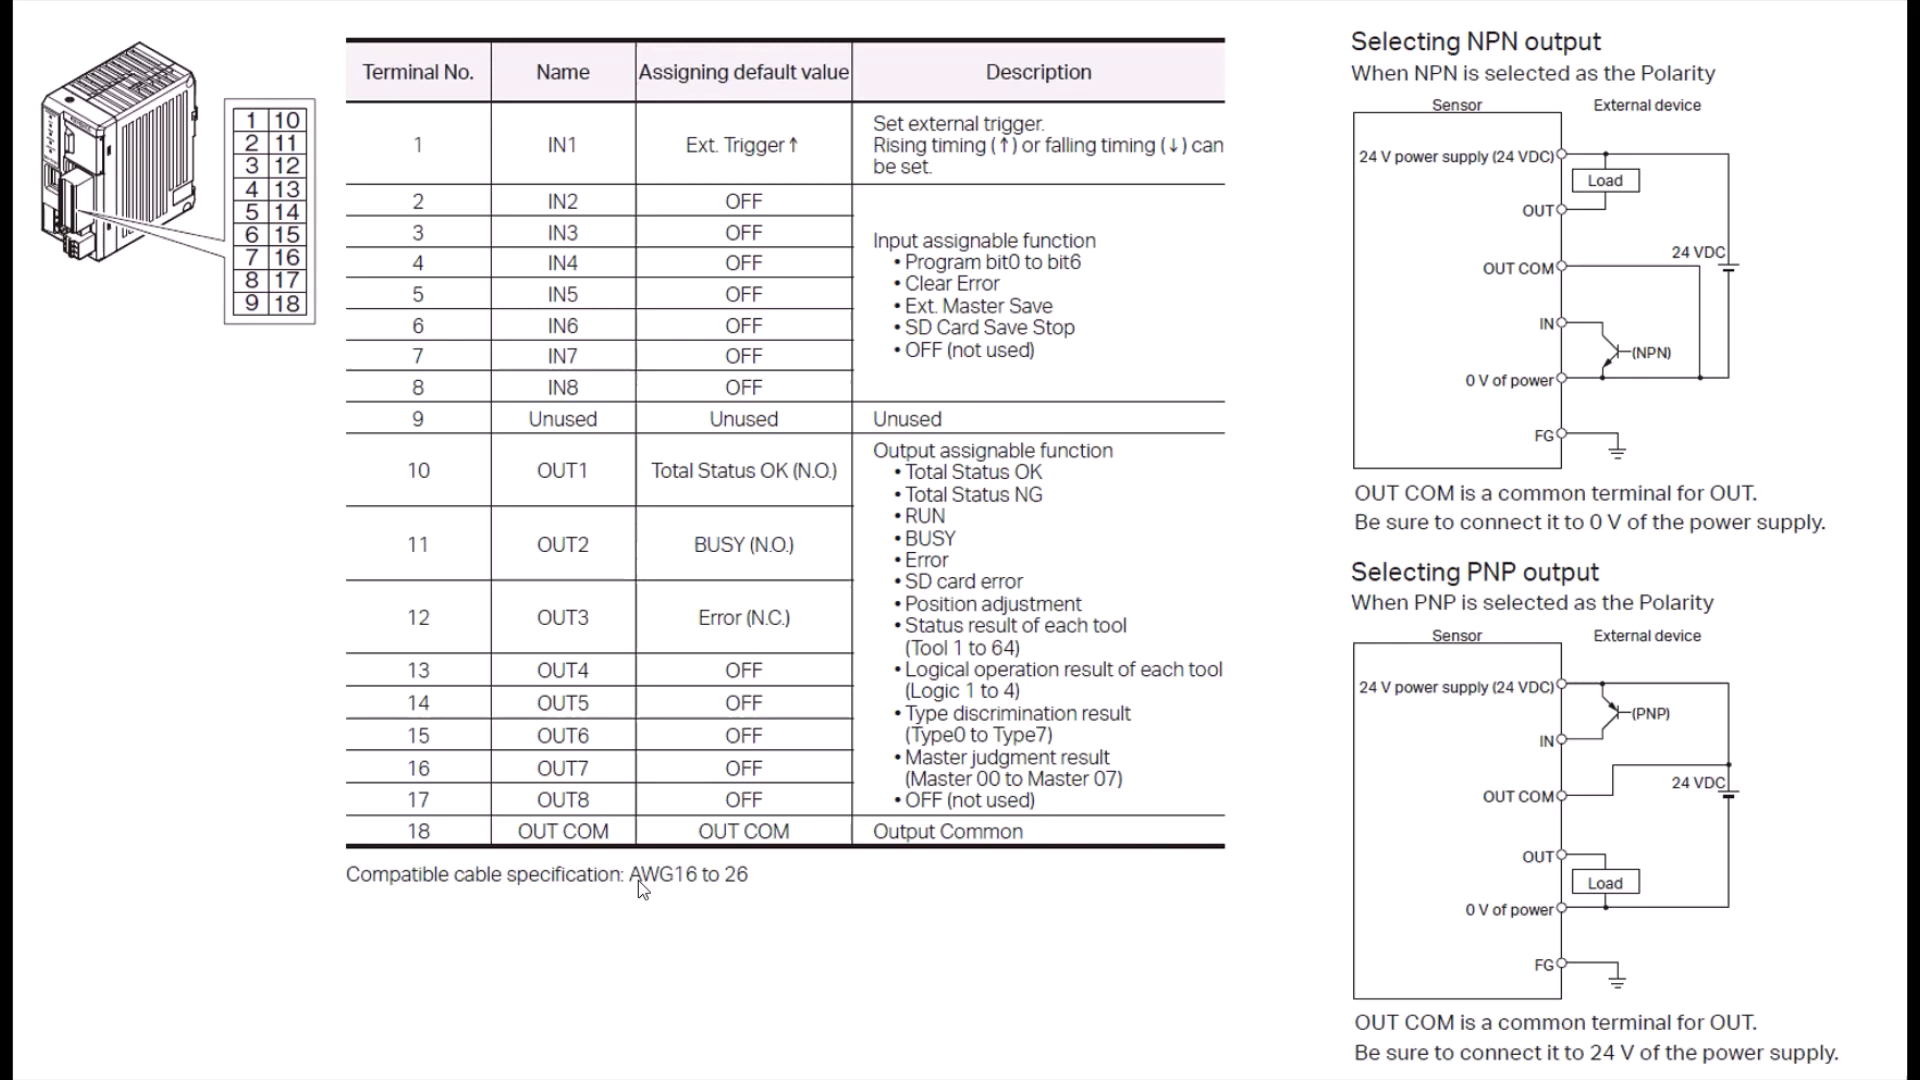 1 10
2 11
3 12
4 13
5 14
6 15
7 16
8 17
9 18
Terminal No. Name Assigning default value Description
1 IN1 Ext. Trigger ↑ Set external trigger.
Rising timing (↑) or falling timing (↓) can
be set.
2 IN2 OFF
3 IN3 OFF
4 IN4 OFF
5 IN5 OFF
6 IN6 OFF
7 IN7 OFF
8 IN8 OFF
Input assignable function
• Program bit0 to bit6
• Clear Error
• Ext. Master Save
• SD Card Save Stop
• OFF (not used)
9 Unused Unused Unused
10 OUT1 Total Status OK (N.O.)
11 OUT2 BUSY (N.O.)
12 OUT3 Error (N.C.)
13 OUT4 OFF
14 OUT5 OFF
15 OUT6 OFF
16 OUT7 OFF
17 OUT8 OFF
Output assignable function
• Total Status OK
• Total Status NG
• RUN
• BUSY
• Error
• SD card error
• Position adjustment
• Status result of each tool
(Tool 1 to 64)
• Logical operation result of each tool
(Logic 1 to 4)
• Type discrimination result
(Type0 to Type7)
• Master judgment result
(Master 00 to Master 07)
• OFF (not used)
18 OUT COM OUT COM Output Common
Compatible cable specification: AWG16 to 26
Selecting NPN output
When NPN is selected as the Polarity
Sensor External device
24 V power supply (24 VDC)
Load
OUT
24 VDC
OUT COM
IN
(NPN)
0 V of power
FG
OUT COM is a common terminal for OUT.
Be sure to connect it to 0 V of the power supply.
Selecting PNP output
When PNP is selected as the Polarity
Sensor External device
24 V power supply (24 VDC)
(PNP)
IN
24 VDC
OUT COM
OUT
Load
0 V of power
FG
OUT COM is a common terminal for OUT.
Be sure to connect it to 24 V of the power supply.